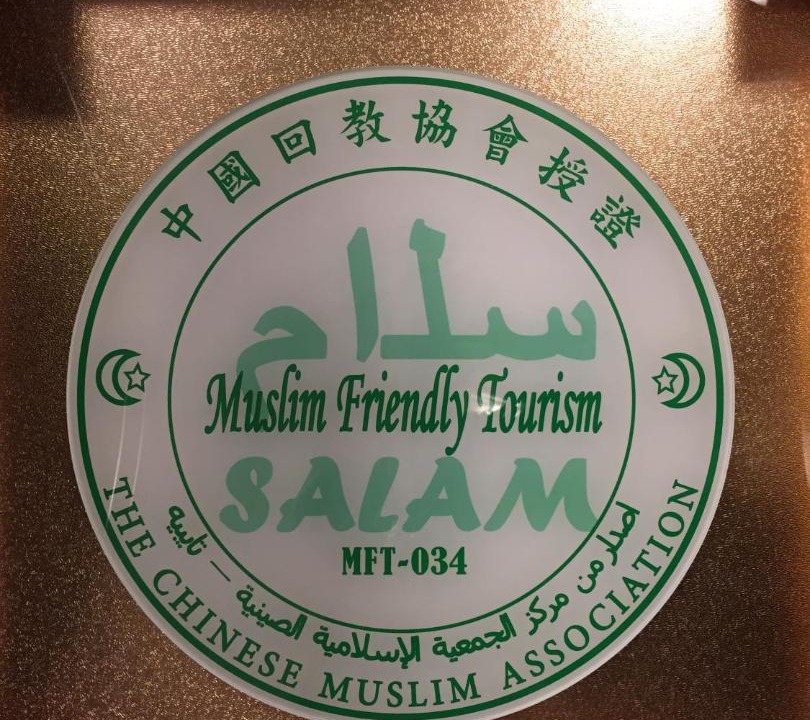 中國回教協會授證
سلام
Muslim Friendly Tourism
SALAM
MFT-034
اصدار من مركز الجمعية الإسلامية الصينية — تايبيه
THE CHINESE MUSLIM ASSOCIATION